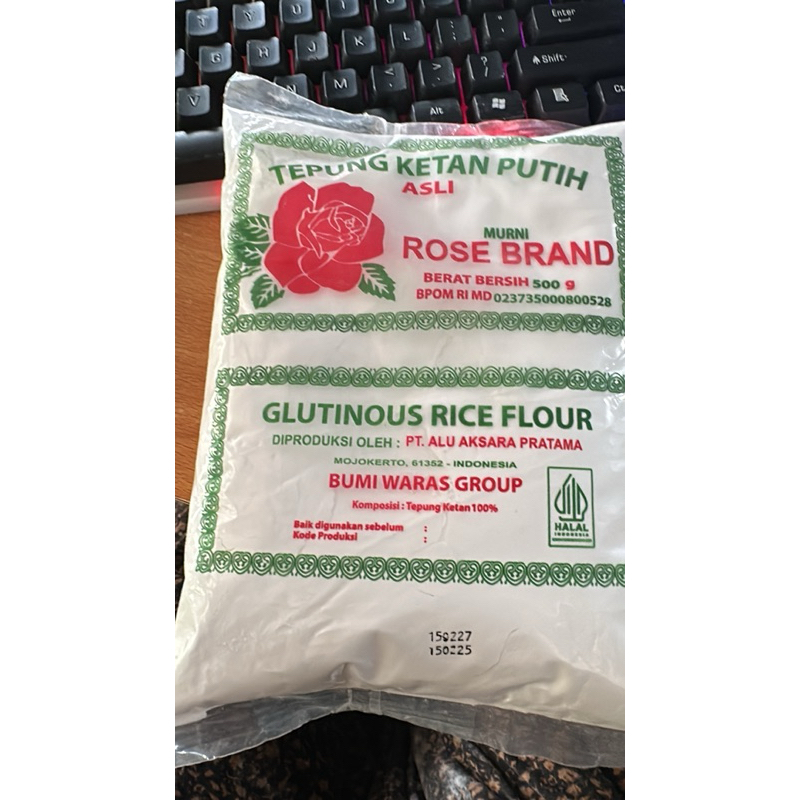 T Y U
Enter
G H J K L : ; " '
Shift
V N M < , > . ? /
Alt
TEPUNG KETAN PUTIH
ASLI
MURNI
ROSE BRAND
BERAT BERSIH 500 g
BPOM RI MD 023735000800528
GLUTINOUS RICE FLOUR
DIPRODUKSI OLEH : PT. ALU AKSARA PRATAMA
MOJOKERTO, 61352 - INDONESIA
BUMI WARAS GROUP
Komposisi : Tepung Ketan 100%
Baik digunakan sebelum :
Kode Produksi :
HALAL
INDONESIA